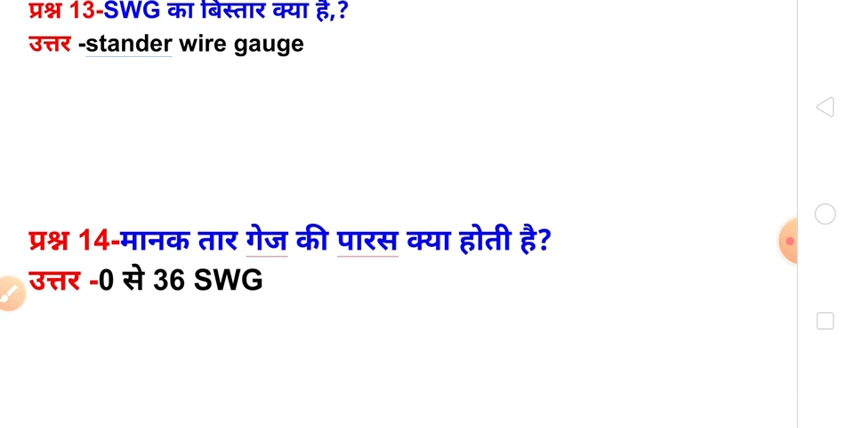 प्रश्न 13-SWG का बिस्तार क्या है,?
उत्तर -stander wire gauge
प्रश्न 14-मानक तार गेज की पारस क्या होती है?
उत्तर -0 से 36 SWG